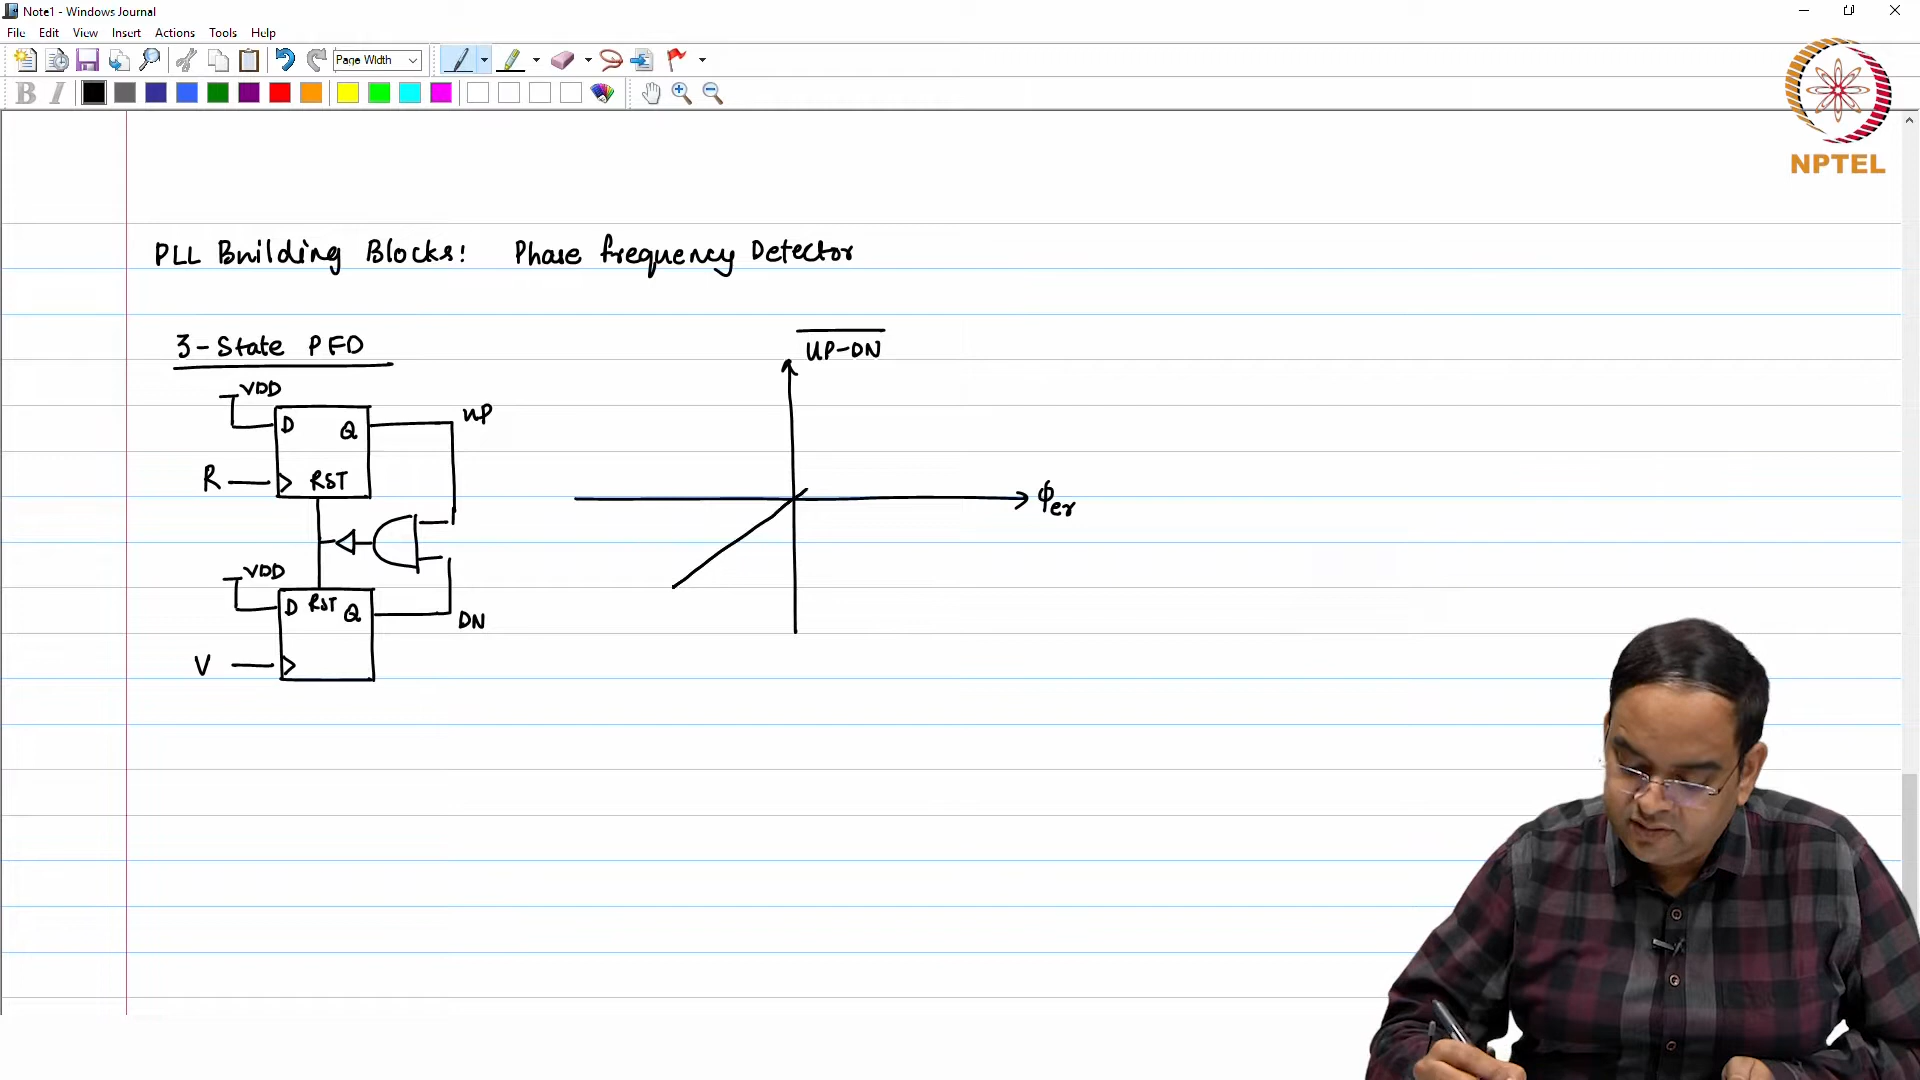 Note1 - Windows Journal
File Edit View Insert Actions Tools Help
Page Width
B I
NPTEL
PLL Building Blocks: Phase frequency Detector
3-State PFD
VDD
D Q
UP
R
RST
VDD
D RST Q
DN
V
UP-DN
φer